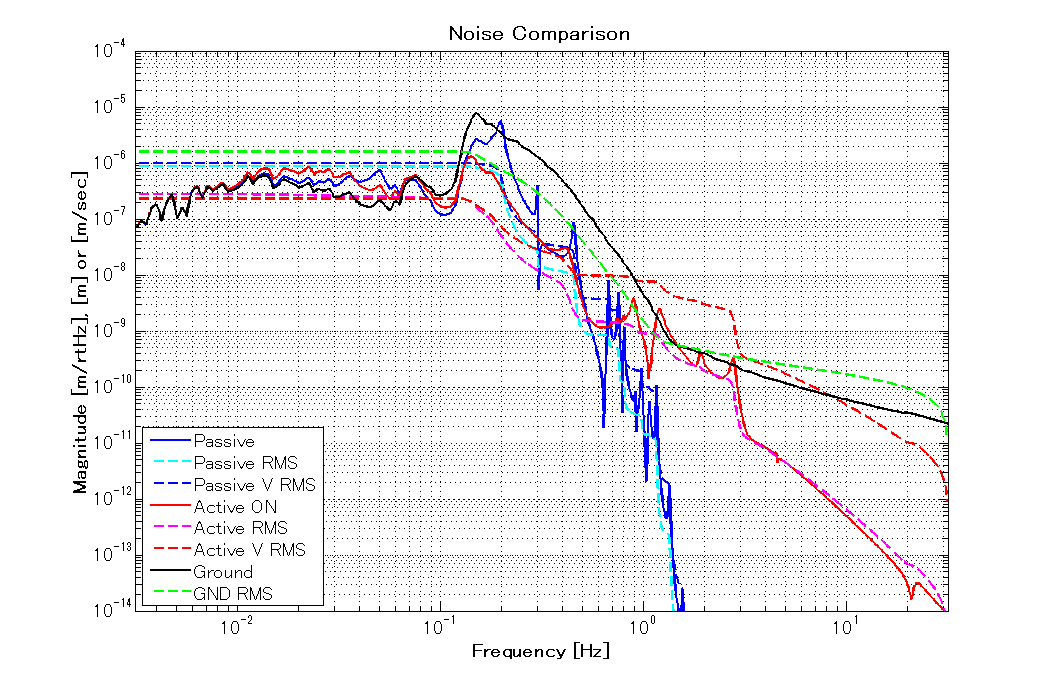 Noise Comparison
Magnitude [m/rtHz], [m] or [m/sec]
10^-4
10^-5
10^-6
10^-7
10^-8
10^-9
10^-10
10^-11
10^-12
10^-13
10^-14
Passive
Passive RMS
Passive V RMS
Active ON
Active RMS
Active V RMS
Ground
GND RMS
10^-2 10^-1 10^0 10^1
Frequency [Hz]